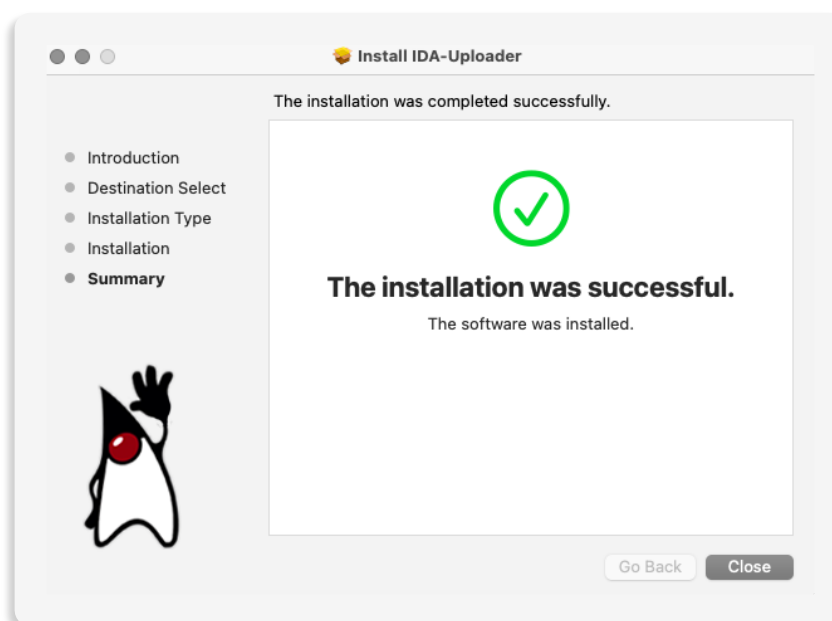 Install IDA-Uploader
The installation was completed successfully.
Introduction
Destination Select
Installation Type
Installation
Summary
The installation was successful.
The software was installed.
Go Back
Close